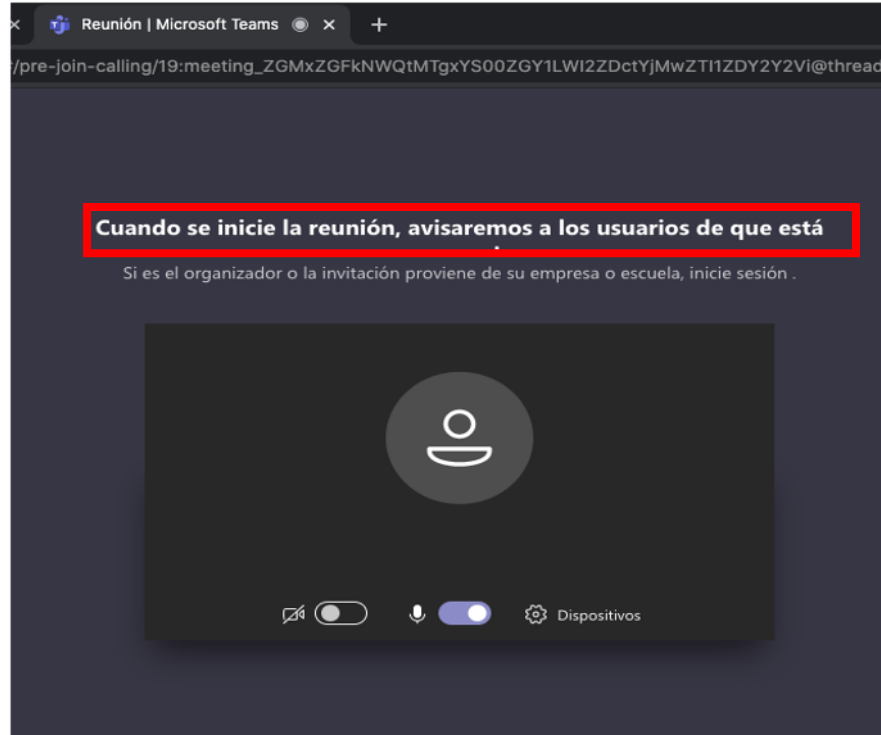 Reunión | Microsoft Teams
/pre-join-calling/19:meeting_ZGMxZGFkNWQtMTgxYS00ZGY1LWI2ZDctYjMwZTI1ZDY2Y2Vi@thread
Cuando se inicie la reunión, avisaremos a los usuarios de que está
Si es el organizador o la invitación proviene de su empresa o escuela, inicie sesión .
Dispositivos